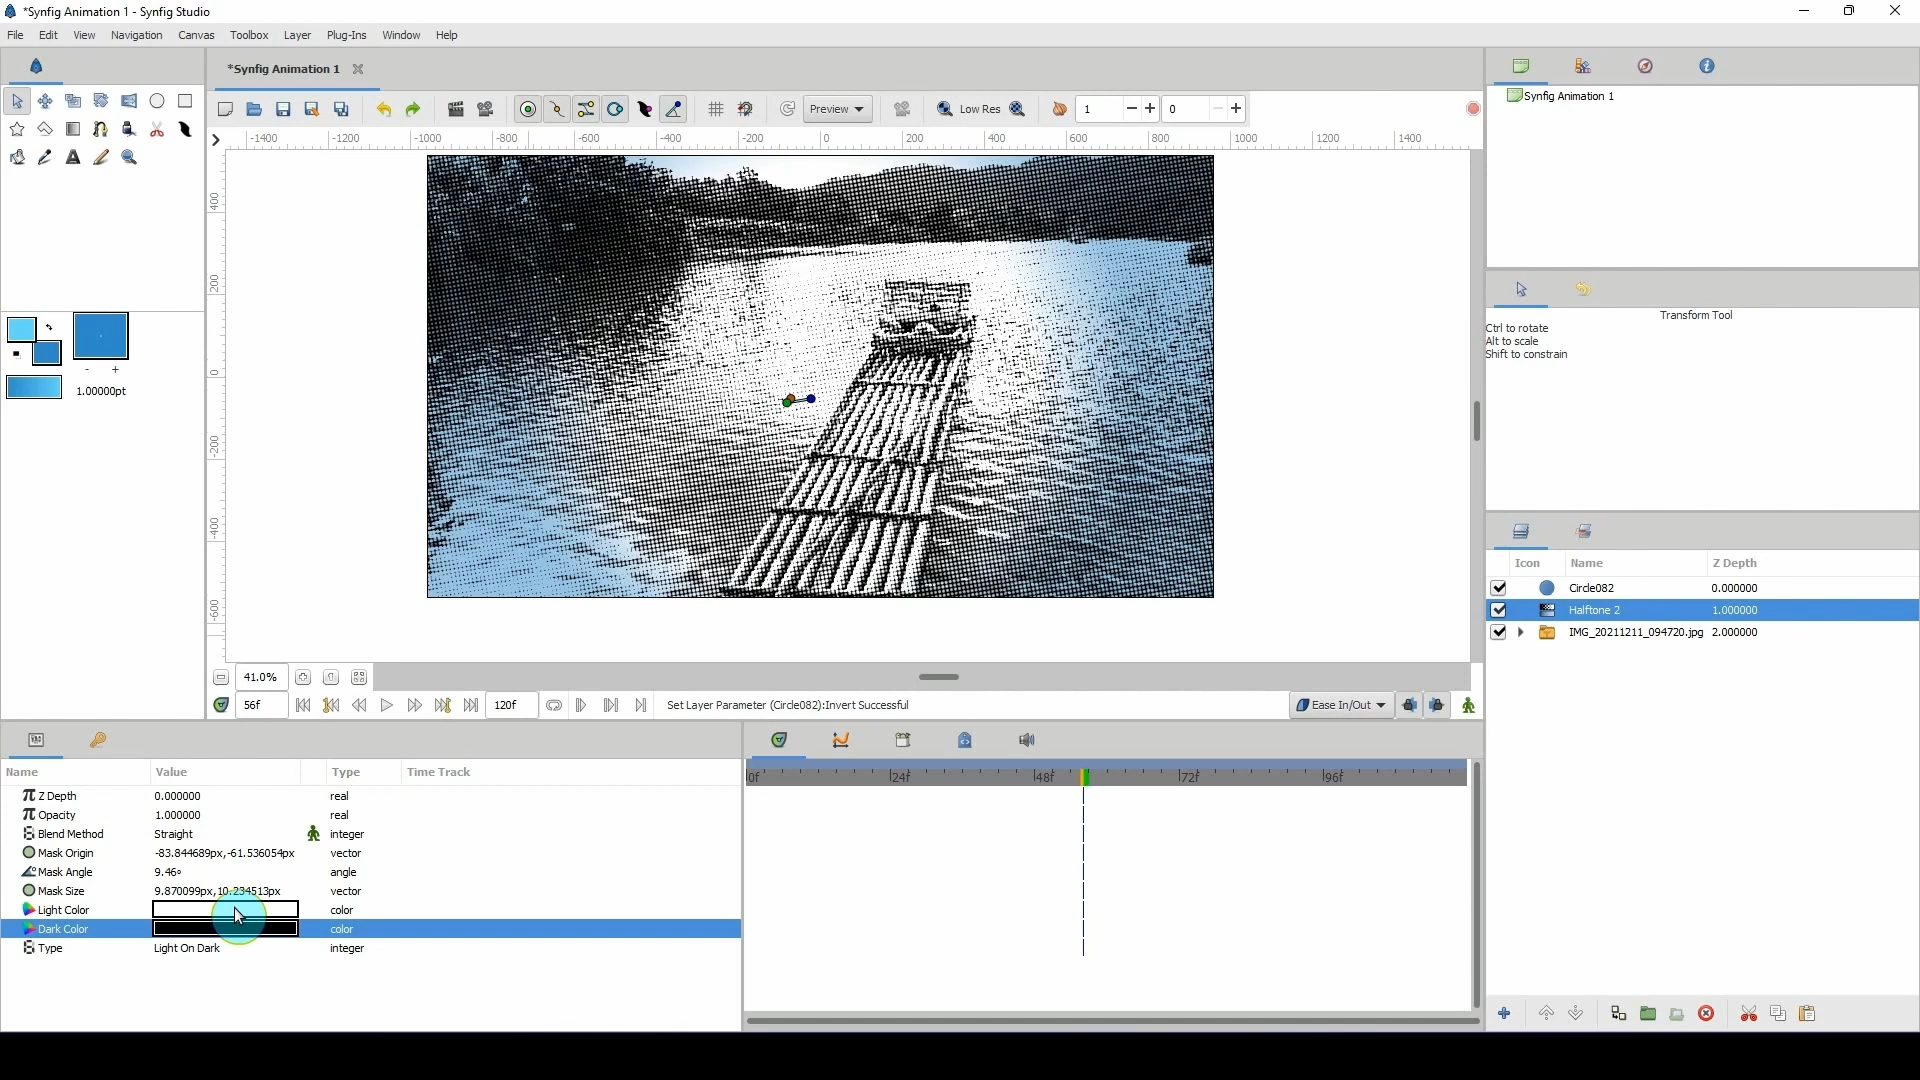 *Synfig Animation 1 - Synfig Studio
File Edit View Navigation Canvas Toolbox Layer Plug-Ins Window Help
*Synfig Animation 1
Preview Low Res 1 0
-1400 -1200 -1000 -800 -600 -400 -200 0 200 400 600 800 1000 1200 1400
400
200
0
-200
-400
-600
- +
1.00000pt
41.0%
56f 120f Set Layer Parameter (Circle082):Invert Successful Ease In/Out
Synfig Animation 1
Transform Tool
Ctrl to rotate
Alt to scale
Shift to constrain
Icon Name Z Depth
Circle082 0.000000
Halftone 2 1.000000
IMG_20211211_094720.jpg 2.000000
Name Value Type Time Track
Z Depth 0.000000 real
Opacity 1.000000 real
Blend Method Straight integer
Mask Origin -83.844689px,-61.536054px vector
Mask Angle 9.46° angle
Mask Size 9.870099px,10.234513px vector
Light Color color
Dark Color color
Type Light On Dark integer
0f 24f 48f 72f 96f